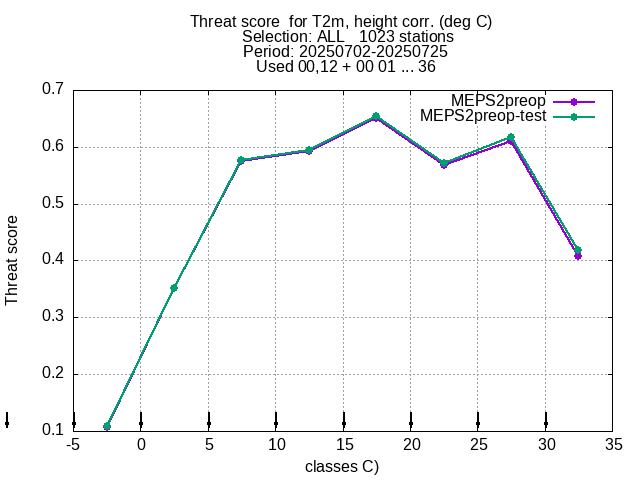 Threat score  for T2m, height corr. (deg C)
Selection: ALL   1023 stations
Period: 20250702-20250725
Used 00,12 + 00 01 ... 36
MEPS2preop
MEPS2preop-test
0.7
0.6
0.5
0.4
0.3
0.2
0.1
Threat score
-5 0 5 10 15 20 25 30 35
classes C)